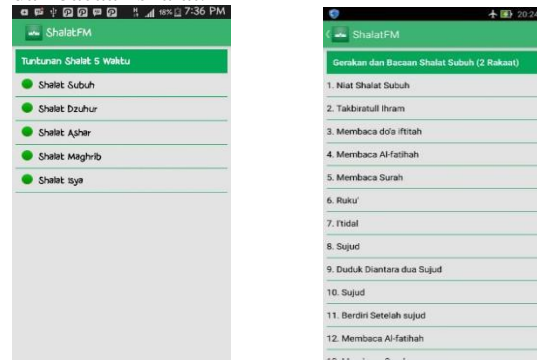 18% 7:36 PM
ShalatFM
Tuntunan Shalat 5 Waktu
Shalat Subuh
Shalat Dzuhur
Shalat Ashar
Shalat Maghrib
Shalat Isya
20:24
ShalatFM
Gerakan dan Bacaan Shalat Subuh (2 Rakaat)
1. Niat Shalat Subuh
2. Takbiratull Ihram
3. Membaca do'a iftitah
4. Membaca Al-fatihah
5. Membaca Surah
6. Ruku'
7. I'tidal
8. Sujud
9. Duduk Diantara dua Sujud
10. Sujud
11. Berdiri Setelah sujud
12. Membaca Al-fatihah